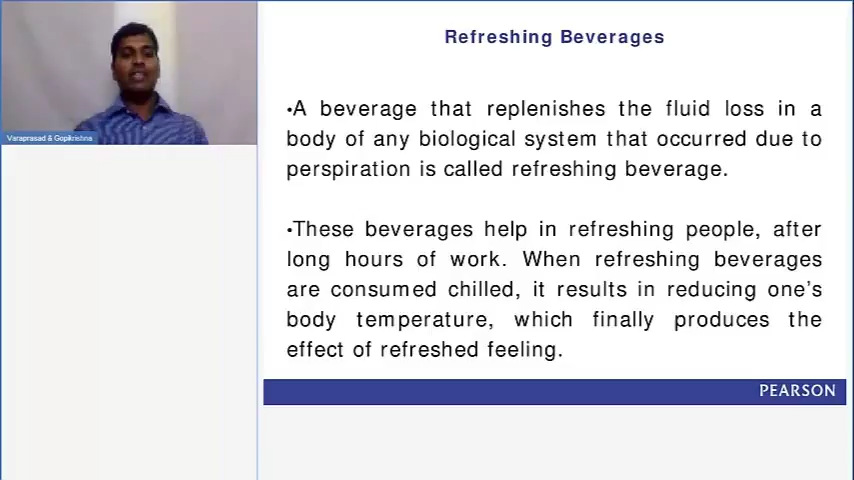 Refreshing Beverages
Varaprasad & Gopikrishna
•A beverage that replenishes the fluid loss in a
body of any biological system that occurred due to
perspiration is called refreshing beverage.
•These beverages help in refreshing people, after
long hours of work. When refreshing beverages
are consumed chilled, it results in reducing one's
body temperature, which finally produces the
effect of refreshed feeling.
PEARSON